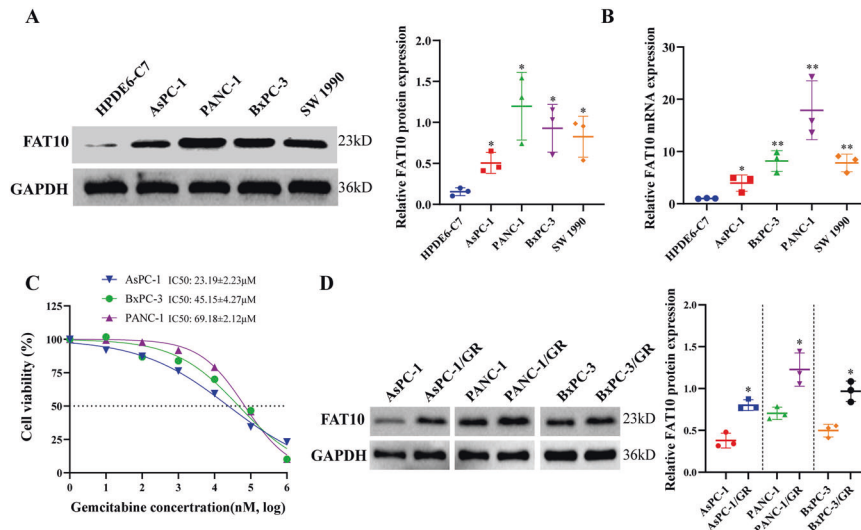 A
HPDE6-C7
AsPC-1
PANC-1
BxPC-3
SW 1990
FAT10
23kD
GAPDH
36kD
Relative FAT10 protein expression
2.0
1.5
1.0
0.5
0.0
*
*
*
*
HPDE6-C7
AsPC-1
PANC-1
BxPC-3
SW 1990
B
Relative FAT10 mRNA expression
30
20
10
0
*
**
**
**
HPDE6-C7
AsPC-1
BxPC-3
PANC-1
SW 1990
C
AsPC-1 IC50: 23.19±2.23μM
BxPC-3 IC50: 45.15±4.27μM
PANC-1 IC50: 69.18±2.12μM
Cell viability (%)
125
100
75
50
25
0
0 1 2 3 4 5 6
Gemcitabine concertration(nM, log)
D
AsPC-1
AsPC-1/GR
PANC-1
PANC-1/GR
BxPC-3
BxPC-3/GR
FAT10
23kD
GAPDH
36kD
Relative FAT10 protein expression
2.0
1.5
1.0
0.5
0.0
*
*
*
AsPC-1
AsPC-1/GR
PANC-1
PANC-1/GR
BxPC-3
BxPC-3/GR